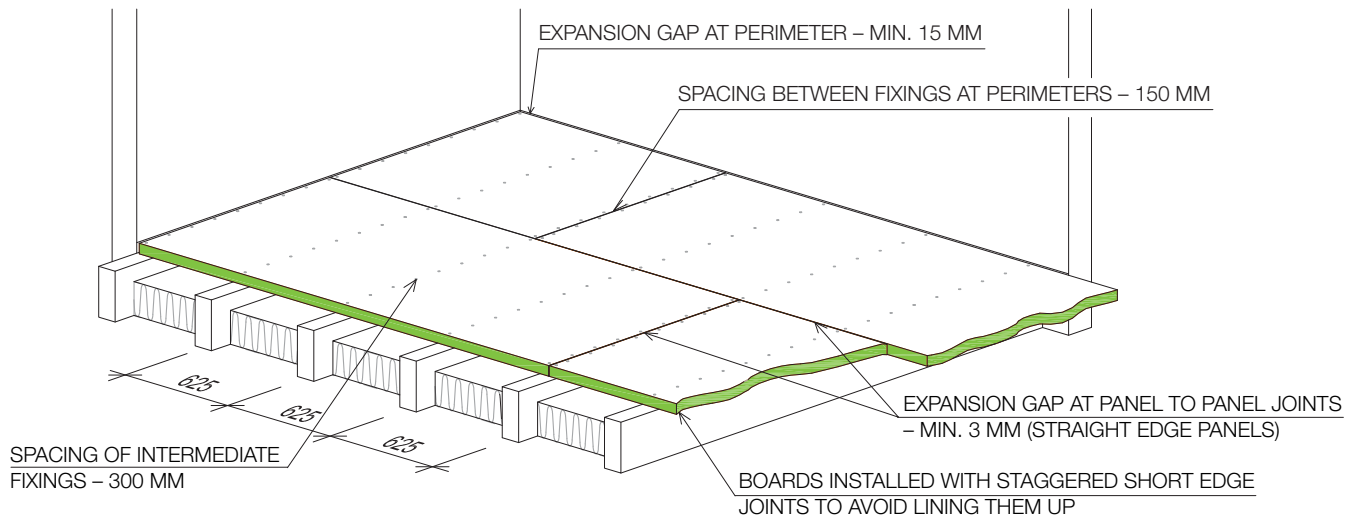 EXPANSION GAP AT PERIMETER – MIN. 15 MM
SPACING BETWEEN FIXINGS AT PERIMETERS – 150 MM
625
625
625
SPACING OF INTERMEDIATE
FIXINGS – 300 MM
EXPANSION GAP AT PANEL TO PANEL JOINTS
– MIN. 3 MM (STRAIGHT EDGE PANELS)
BOARDS INSTALLED WITH STAGGERED SHORT EDGE
JOINTS TO AVOID LINING THEM UP